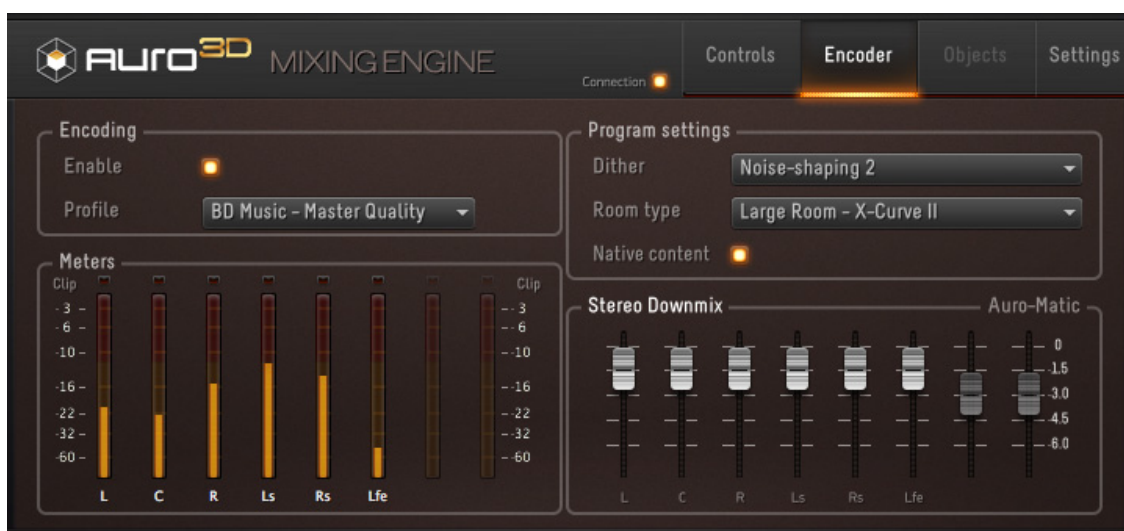 AURO 3D MIXING ENGINE
Connection
Controls
Encoder
Objects
Settings
Encoding
Enable
Profile
BD Music - Master Quality
Program settings
Dither
Noise-shaping 2
Room type
Large Room - X-Curve II
Native content
Meters
Clip
Clip
- 3 -
- - 3
- 6 -
- - 6
-10 -
- -10
-16 -
- -16
-22 -
- -22
-32 -
- -32
-60 -
- -60
L C R Ls Rs Lfe
Stereo Downmix
Auro-Matic
0
-1.5
-3.0
-4.5
-6.0
L C R Ls Rs Lfe